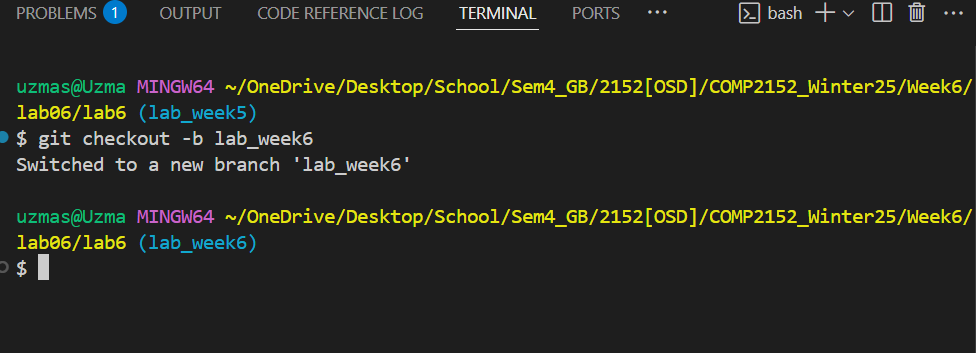 PROBLEMS 1 OUTPUT CODE REFERENCE LOG TERMINAL PORTS ··· bash ···
uzmas@Uzma MINGW64 ~/OneDrive/Desktop/School/Sem4_GB/2152[OSD]/COMP2152_Winter25/Week6/
lab06/lab6 (lab_week5)
$ git checkout -b lab_week6
Switched to a new branch 'lab_week6'
uzmas@Uzma MINGW64 ~/OneDrive/Desktop/School/Sem4_GB/2152[OSD]/COMP2152_Winter25/Week6/
lab06/lab6 (lab_week6)
$